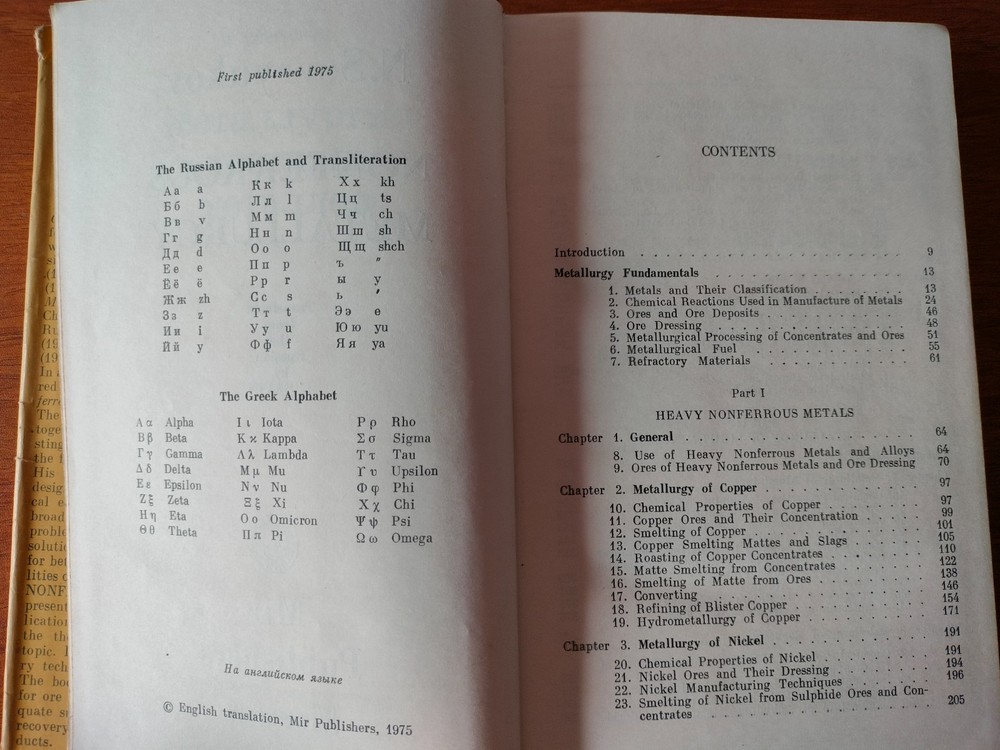 First published 1975
The Russian Alphabet and Transliteration
Аа a Кк k Хх kh
Бб b Лл l Цц ts
Вв v Мм m Чч ch
Гг g Нн n Шш sh
Дд d Оо o Щщ shch
Ее e Пп p ъ "
Её ё Рр r ы y
Жж zh Сс s ь '
Зз z Тт t Ээ e
Ии i Уу u Юю yu
Йй y Фф f Яя ya
The Greek Alphabet
Αα Alpha Ιι Iota Ρρ Rho
Ββ Beta Κκ Kappa Σσ Sigma
Γγ Gamma Λλ Lambda Ττ Tau
Δδ Delta Μμ Mu ϒυ Upsilon
Εε Epsilon Νν Nu Φφ Phi
Ζξ Zeta Ξξ Xi Χχ Chi
Ηη Eta Οο Omicron Ψψ Psi
Θθ Theta Ππ Pi Ωω Omega
На английском языке
© English translation, Mir Publishers, 1975
CONTENTS
Introduction . . . . . . . . . . . . . . . . . . . . 9
Metallurgy Fundamentals . . . . . . . . . . . . . . . 13
1. Metals and Their Classification . . . . . . . . . 13
2. Chemical Reactions Used in Manufacture of Metals 24
3. Ores and Ore Deposits . . . . . . . . . . . . 46
4. Ore Dressing . . . . . . . . . . . . . . . 48
5. Metallurgical Processing of Concentrates and Ores 51
6. Metallurgical Fuel . . . . . . . . . . . . . 55
7. Refractory Materials . . . . . . . . . . . . 61
Part I
HEAVY NONFERROUS METALS
Chapter 1. General . . . . . . . . . . . . . . . . . 64
8. Use of Heavy Nonferrous Metals and Alloys 64
9. Ores of Heavy Nonferrous Metals and Ore Dressing 70
Chapter 2. Metallurgy of Copper . . . . . . . . . . . . 97
10. Chemical Properties of Copper . . . . . . . . 97
11. Copper Ores and Their Concentration . . . . . . 99
12. Smelting of Copper . . . . . . . . . . . . . 101
13. Copper Smelting Mattes and Slags . . . . . . . 105
14. Roasting of Copper Concentrates . . . . . . . 110
15. Matte Smelting from Concentrates . . . . . . . 122
16. Smelting of Matte from Ores . . . . . . . . . 138
17. Converting . . . . . . . . . . . . . . . . 146
18. Refining of Blister Copper . . . . . . . . . . 154
19. Hydrometallurgy of Copper . . . . . . . . . . 171
Chapter 3. Metallurgy of Nickel . . . . . . . . . . . . 191
20. Chemical Properties of Nickel . . . . . . . . 191
21. Nickel Ores and Their Dressing . . . . . . . . 194
22. Nickel Manufacturing Techniques . . . . . . . 196
23. Smelting of Nickel from Sulphide Ores and Con-
centrates . . . . . . . . . . . . . . . . 205